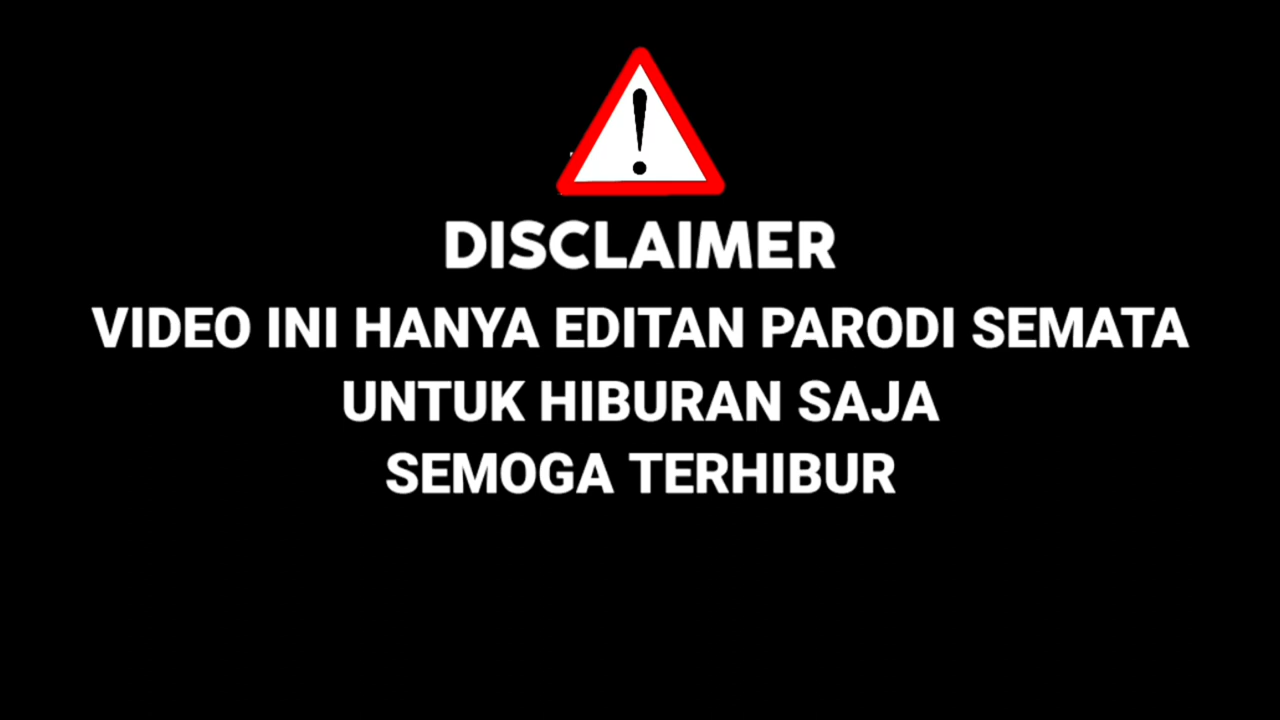 DISCLAIMER
VIDEO INI HANYA EDITAN PARODI SEMATA
UNTUK HIBURAN SAJA
SEMOGA TERHIBUR